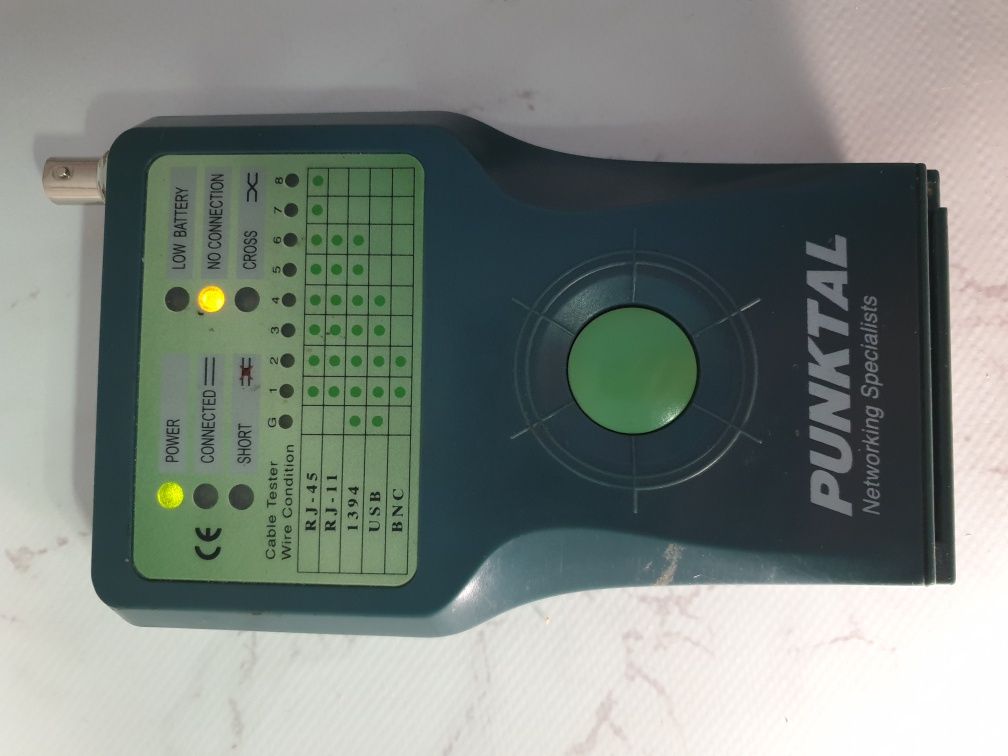 POWER LOW BATTERY
CONNECTED NO CONNECTION
SHORT CROSS
CE
Cable Tester G 1 2 3 4 5 6 7 8
Wire Condition
RJ-45
RJ-11
1394
USB
BNC
PUNKTAL
Networking Specialists